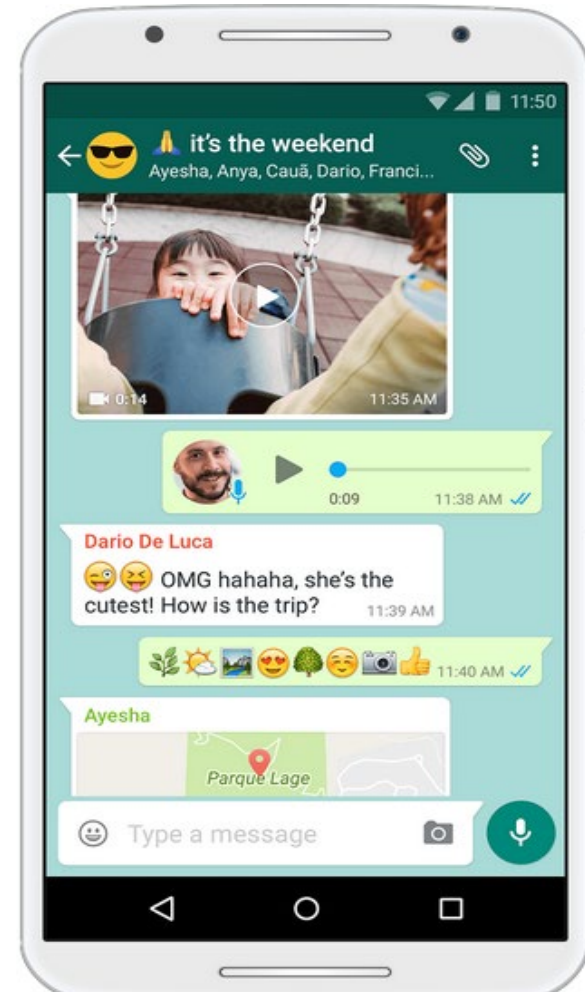 11:50
🙏 it's the weekend
Ayesha, Anya, Cauã, Dario, Franci...
0:14
11:35 AM
0:09
11:38 AM
Dario De Luca
😜😝 OMG hahaha, she's the
cutest! How is the trip?
11:39 AM
🌿🌤🏞😍🌳☺📷👍 11:40 AM
Ayesha
Parque Lage
Type a message